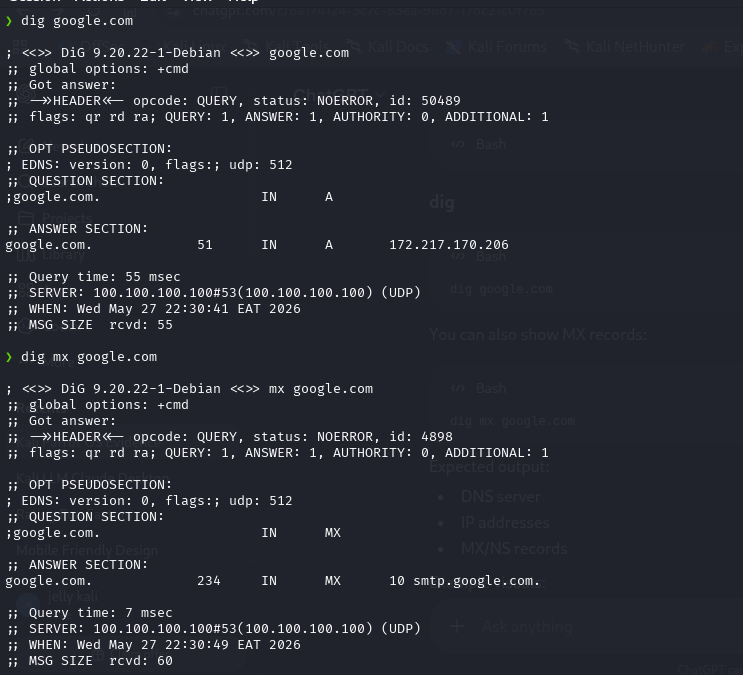 ❯ dig google.com
; <<>> DiG 9.20.22-1-Debian <<>> google.com
;; global options: +cmd
;; Got answer:
;; ->>HEADER<<- opcode: QUERY, status: NOERROR, id: 50489
;; flags: qr rd ra; QUERY: 1, ANSWER: 1, AUTHORITY: 0, ADDITIONAL: 1
;; OPT PSEUDOSECTION:
; EDNS: version: 0, flags:; udp: 512
;; QUESTION SECTION:
;google.com. IN A
;; ANSWER SECTION:
google.com. 51 IN A 172.217.170.206
;; Query time: 55 msec
;; SERVER: 100.100.100.100#53(100.100.100.100) (UDP)
;; WHEN: Wed May 27 22:30:41 EAT 2026
;; MSG SIZE rcvd: 55
❯ dig mx google.com
; <<>> DiG 9.20.22-1-Debian <<>> mx google.com
;; global options: +cmd
;; Got answer:
;; ->>HEADER<<- opcode: QUERY, status: NOERROR, id: 4898
;; flags: qr rd ra; QUERY: 1, ANSWER: 1, AUTHORITY: 0, ADDITIONAL: 1
;; OPT PSEUDOSECTION:
; EDNS: version: 0, flags:; udp: 512
;; QUESTION SECTION:
;google.com. IN MX
;; ANSWER SECTION:
google.com. 234 IN MX 10 smtp.google.com.
;; Query time: 7 msec
;; SERVER: 100.100.100.100#53(100.100.100.100) (UDP)
;; WHEN: Wed May 27 22:30:49 EAT 2026
;; MSG SIZE rcvd: 60
Kali Docs
Kali Forums
Kali NetHunter
ChatGPT
Bash
dig
Bash
dig google.com
You can also show MX records:
Bash
dig mx google.com
Expected output:
DNS server
IP addresses
MX/NS records
Ask anything
Projects
Library
Mobile Friendly Design
jelly kali